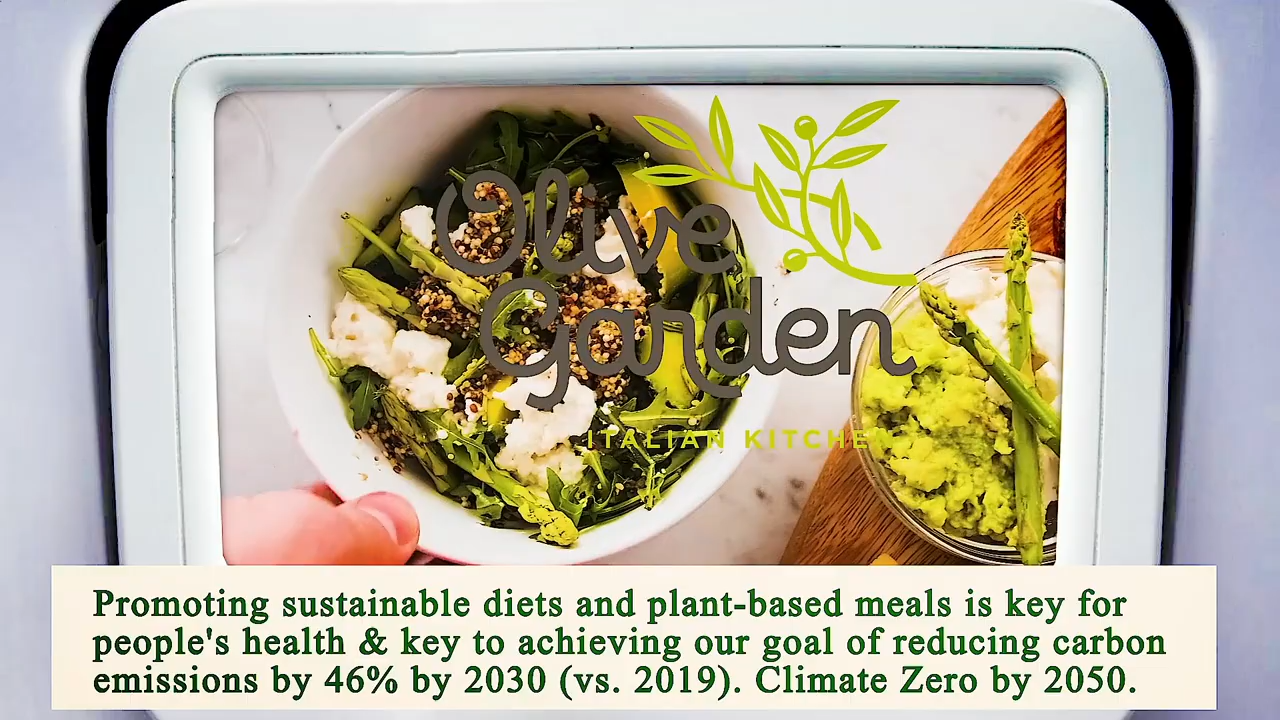 Olive
Garden
ITALIAN KITCHEN
Promoting sustainable diets and plant-based meals is key for
people's health & key to achieving our goal of reducing carbon
emissions by 46% by 2030 (vs. 2019). Climate Zero by 2050.